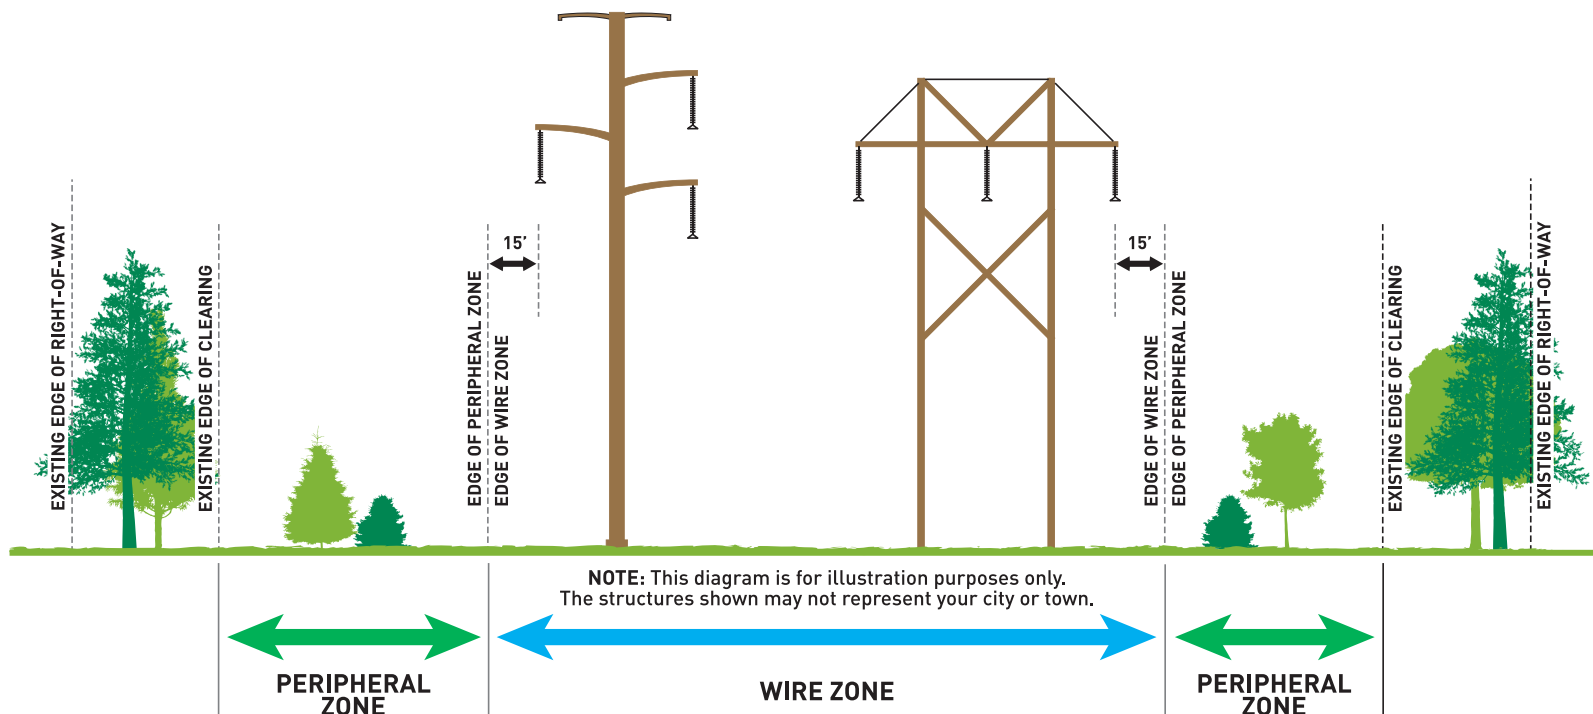 EXISTING EDGE OF RIGHT-OF-WAY
EXISTING EDGE OF CLEARING
EDGE OF PERIPHERAL ZONE
EDGE OF WIRE ZONE
15'
15'
EDGE OF WIRE ZONE
EDGE OF PERIPHERAL ZONE
EXISTING EDGE OF CLEARING
EXISTING EDGE OF RIGHT-OF-WAY
NOTE: This diagram is for illustration purposes only.
The structures shown may not represent your city or town.
PERIPHERAL
ZONE
WIRE ZONE
PERIPHERAL
ZONE